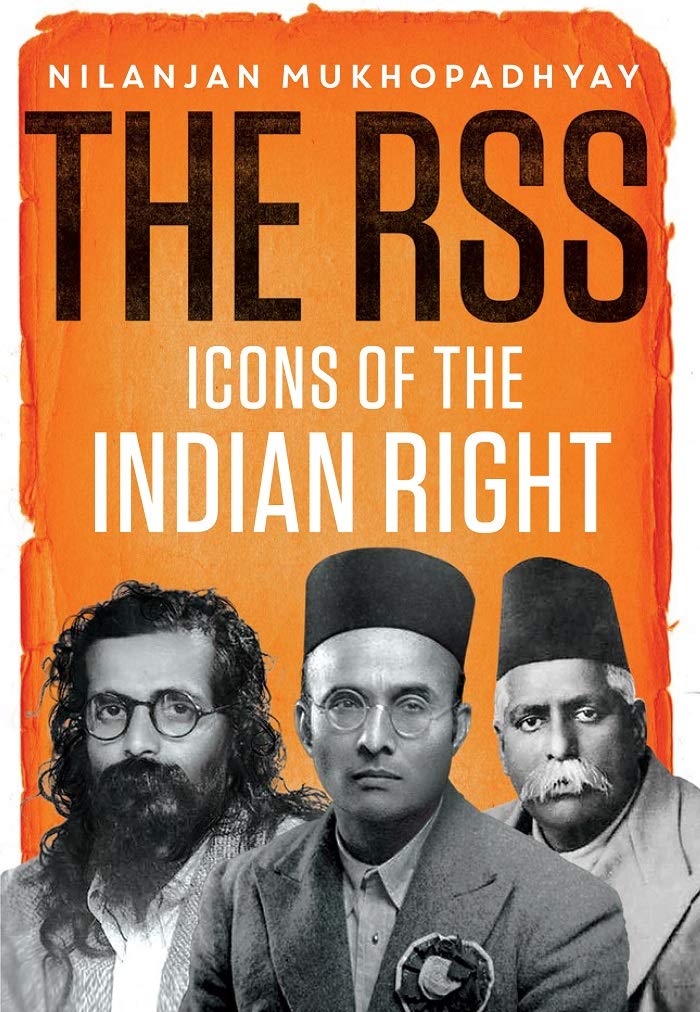 NILANJAN MUKHOPADHYAY
THE RSS
ICONS OF THE
INDIAN RIGHT